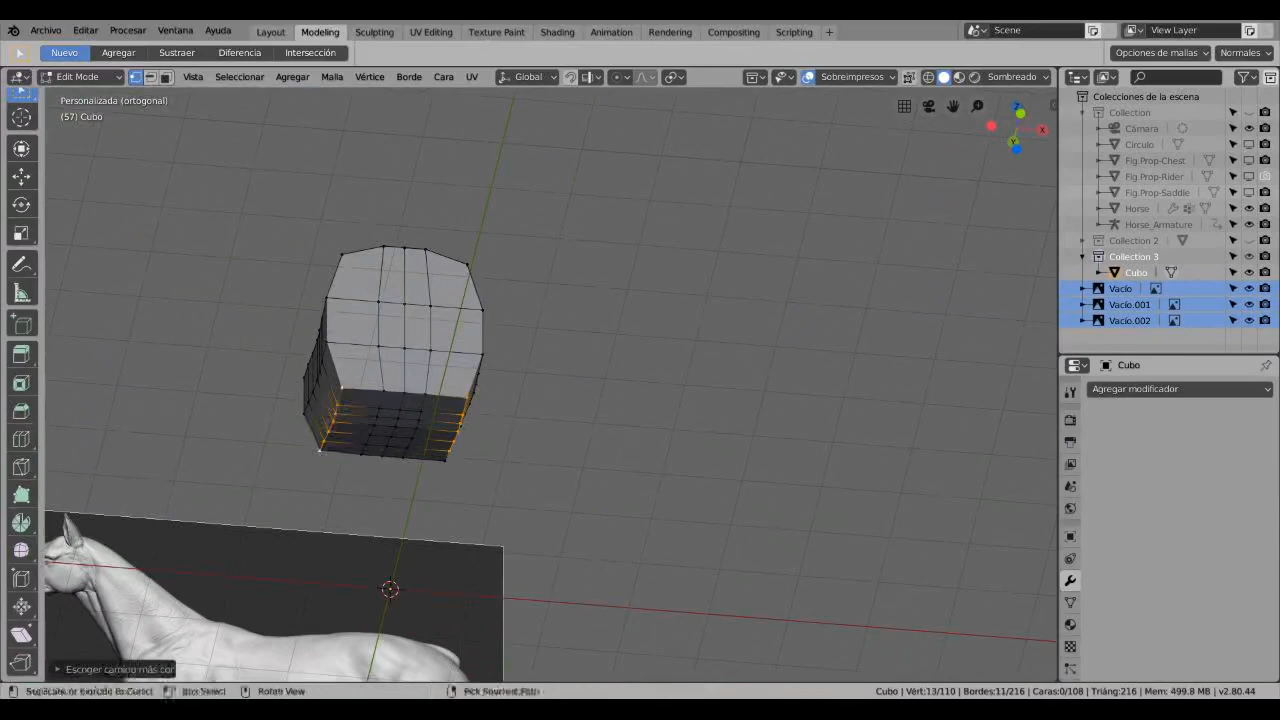 Archivo Editar Procesar Ventana Ayuda Layout Modeling Sculpting UV Editing Texture Paint Shading Animation Rendering Compositing Scripting + Scene View Layer
Nuevo Agregar Sustraer Diferencia Intersección Opciones de mallas Normales
Edit Mode Vista Seleccionar Agregar Malla Vértice Borde Cara UV Global Sobreimpresos Sombreado
Personalizada (ortogonal)
(57) Cubo
Z
X
Y
Colecciones de la escena
Collection
Cámara
Círculo
Fig.Prop-Chest
Fig.Prop-Rider
Fig.Prop-Saddle
Horse
Horse_Armature
Collection 2
Collection 3
Cubo
Vacío
Vacío.001
Vacío.002
Cubo
Agregar modificador
Escoger camino más cor
Rotate View
Cubo | Vért:13/110 | Bordes:11/216 | Caras:0/108 | Triáng:216 | Mem: 499.8 MB | v2.80.44